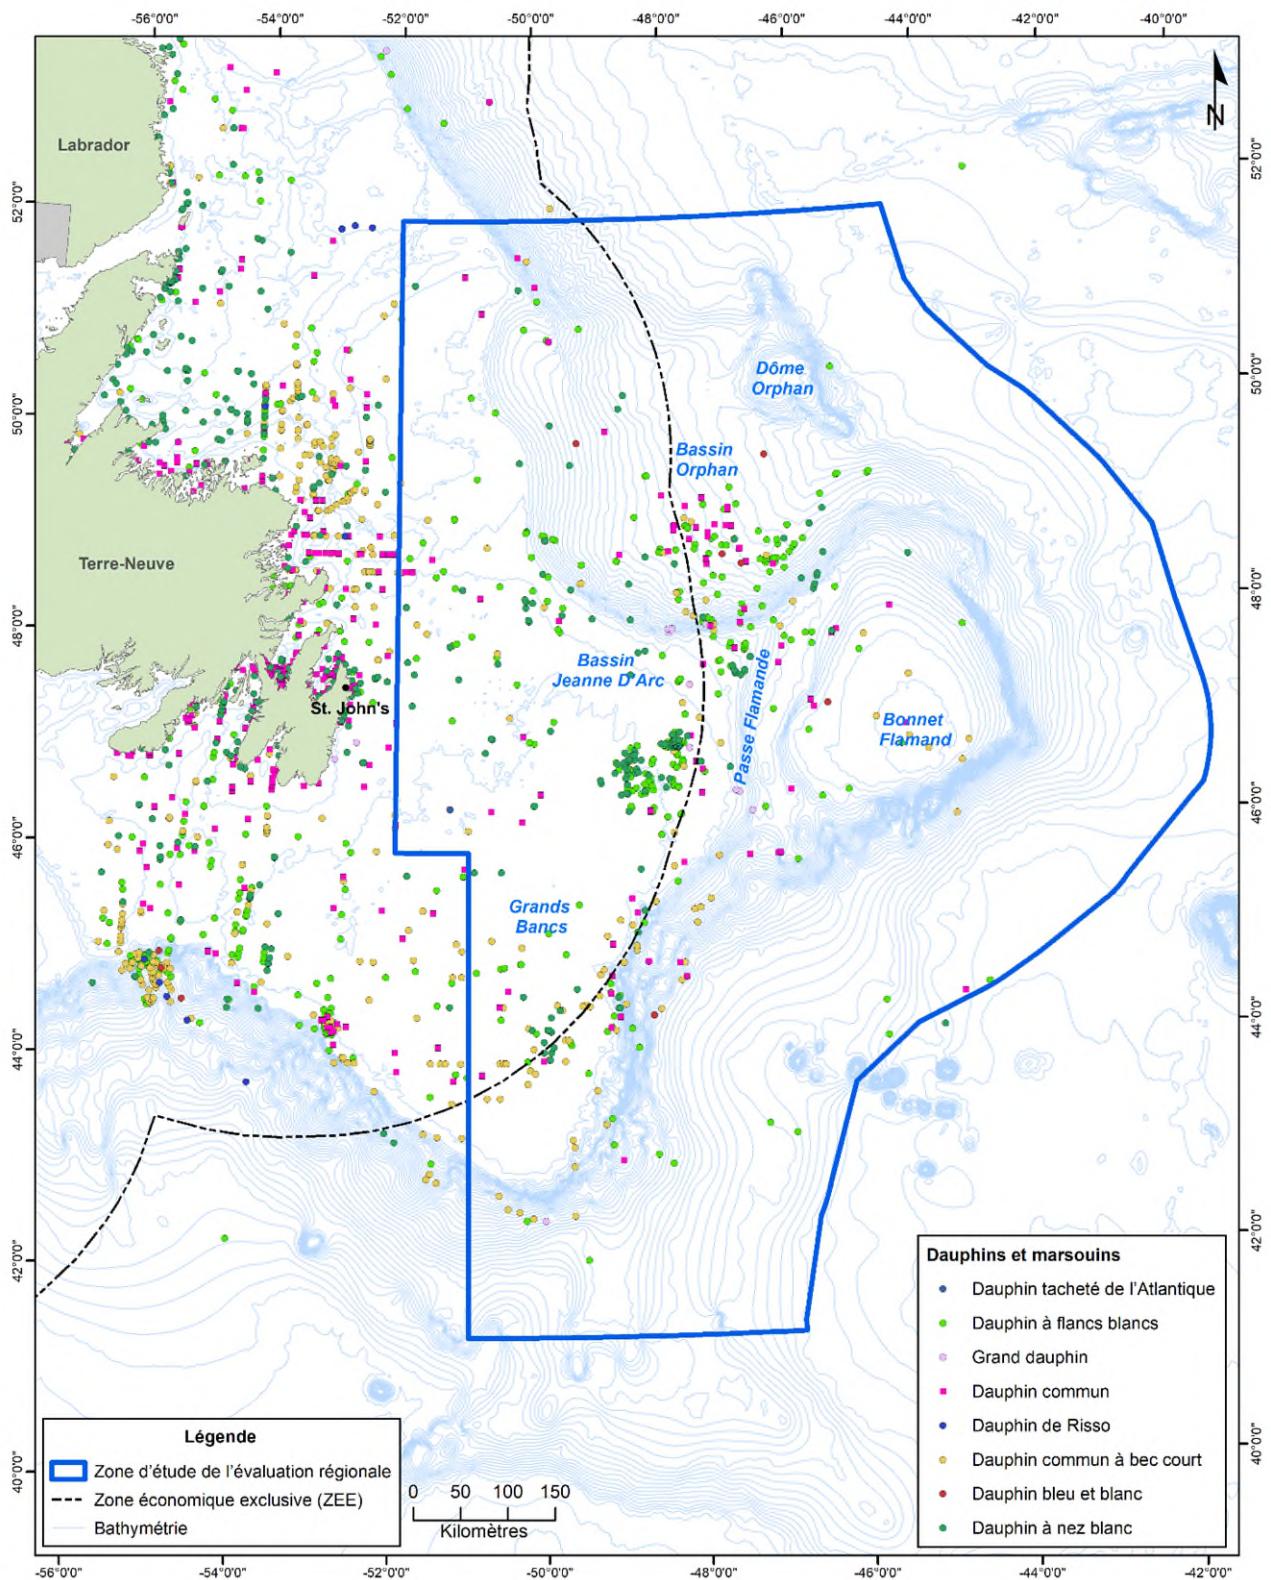 -56°0'0" -54°0'0" -52°0'0" -50°0'0" -48°0'0" -46°0'0" -44°0'0" -42°0'0" -40°0'0"
N
Labrador
52°0'0"
52°0'0"
50°0'0"
Dôme
Orphan
50°0'0"
Bassin
Orphan
Terre-Neuve
48°0'0"
48°0'0"
Bassin
Jeanne D'Arc
Passe Flamande
St. John's
Bonnet
Flamand
46°0'0"
46°0'0"
Grands
Bancs
44°0'0"
44°0'0"
42°0'0"
42°0'0"
Dauphins et marsouins
Dauphin tacheté de l'Atlantique
Dauphin à flancs blancs
Grand dauphin
Dauphin commun
Dauphin de Risso
Dauphin commun à bec court
Dauphin bleu et blanc
Dauphin à nez blanc
40°0'0"
40°0'0"
Légende
Zone d'étude de l'évaluation régionale
Zone économique exclusive (ZEE)
Bathymétrie
0 50 100 150
Kilomètres
-56°0'0" -54°0'0" -52°0'0" -50°0'0" -48°0'0" -46°0'0" -44°0'0" -42°0'0"